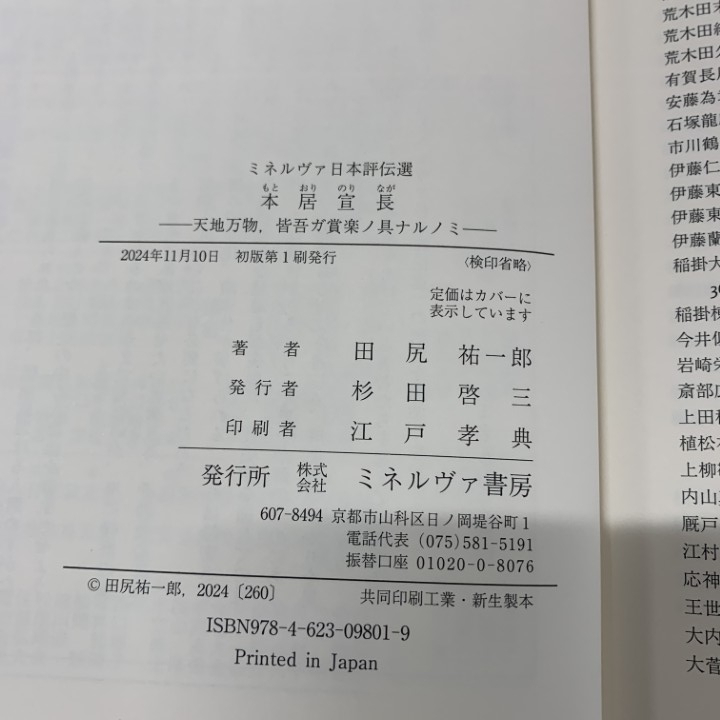 ミネルヴァ日本評伝選
もと おり のり なが
本居宣長
――天地万物，皆吾ガ賞楽ノ具ナルノミ――
2024年11月10日 初版第1刷発行 〈検印省略〉
定価はカバーに
表示しています
著者 田尻祐一郎
発行者 杉田啓三
印刷者 江戸孝典
発行所 株式会社 ミネルヴァ書房
607-8494 京都市山科区日ノ岡堤谷町1
電話代表 (075)581-5191
振替口座 01020-0-8076
©田尻祐一郎，2024〔260〕 共同印刷工業・新生製本
ISBN978-4-623-09801-9
Printed in Japan
荒木田
荒木田
荒木田
有賀長
安藤為
石塚龍
市川鶴
伊藤仁
伊藤東
伊藤東
伊藤蘭
稲掛大
稲掛棟
今井
岩崎
斎部
上田
植松
上柳
内山
厩戸
江村
応神
王世
大内
大菅